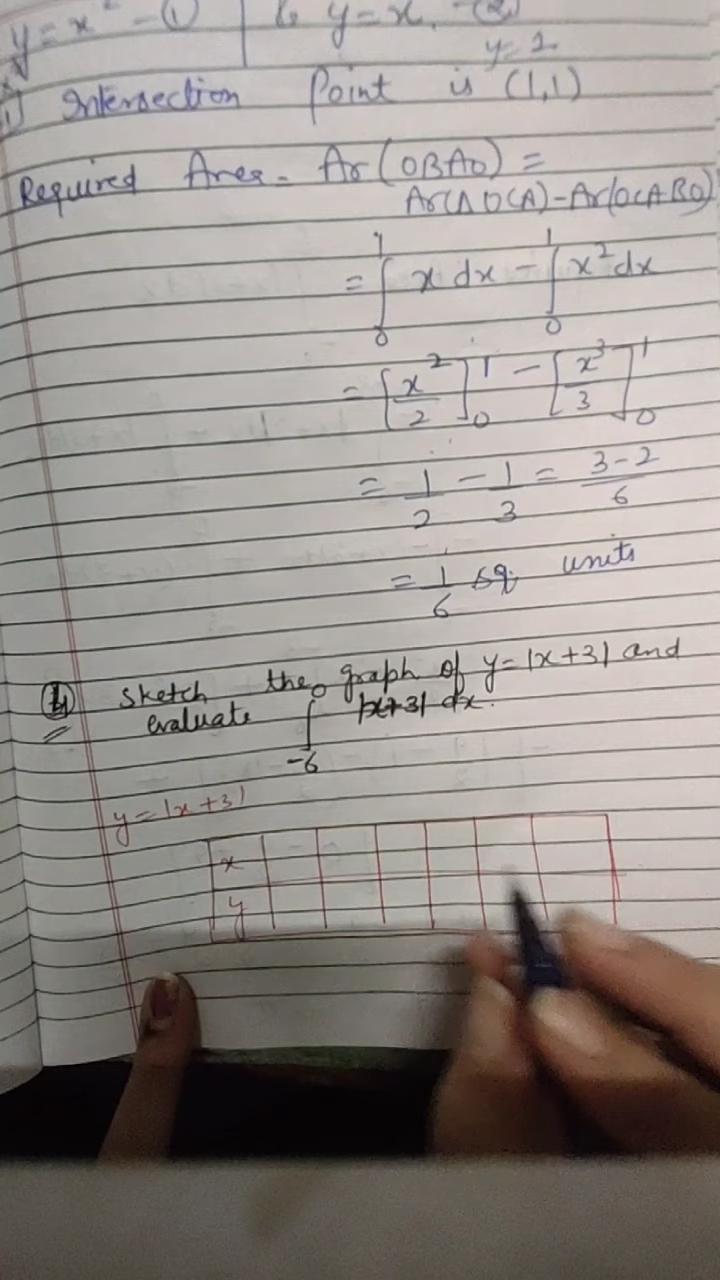 y = x² - ① | & y = x. - ②
y = 1
Intersection Point is (1,1)
Required Area = Ar(OBAO) =
Ar(Δ OCA) - Ar(OCABO)
= ∫₀¹ x dx - ∫₀¹ x² dx
= [x²/2]₀¹ - [x³/3]₀¹
= 1/2 - 1/3 = (3-2)/6
= 1/6 sq. units
④ Sketch the graph of y = |x+3| and
evaluate ∫₋₆⁰ |x+3| dx.
y = |x+3|
x
y